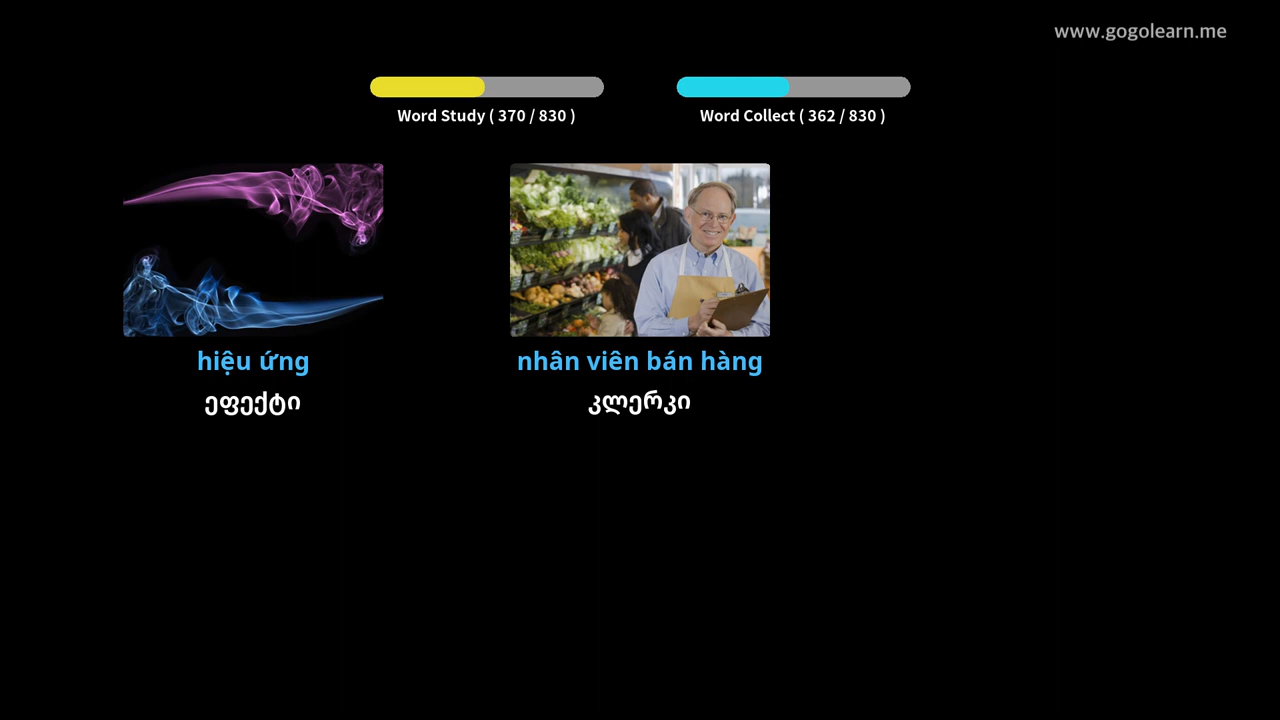 www.gogolearn.me
Word Study ( 370 / 830 )
Word Collect ( 362 / 830 )
hiệu ứng
ეფექტი
nhân viên bán hàng
კლერკი